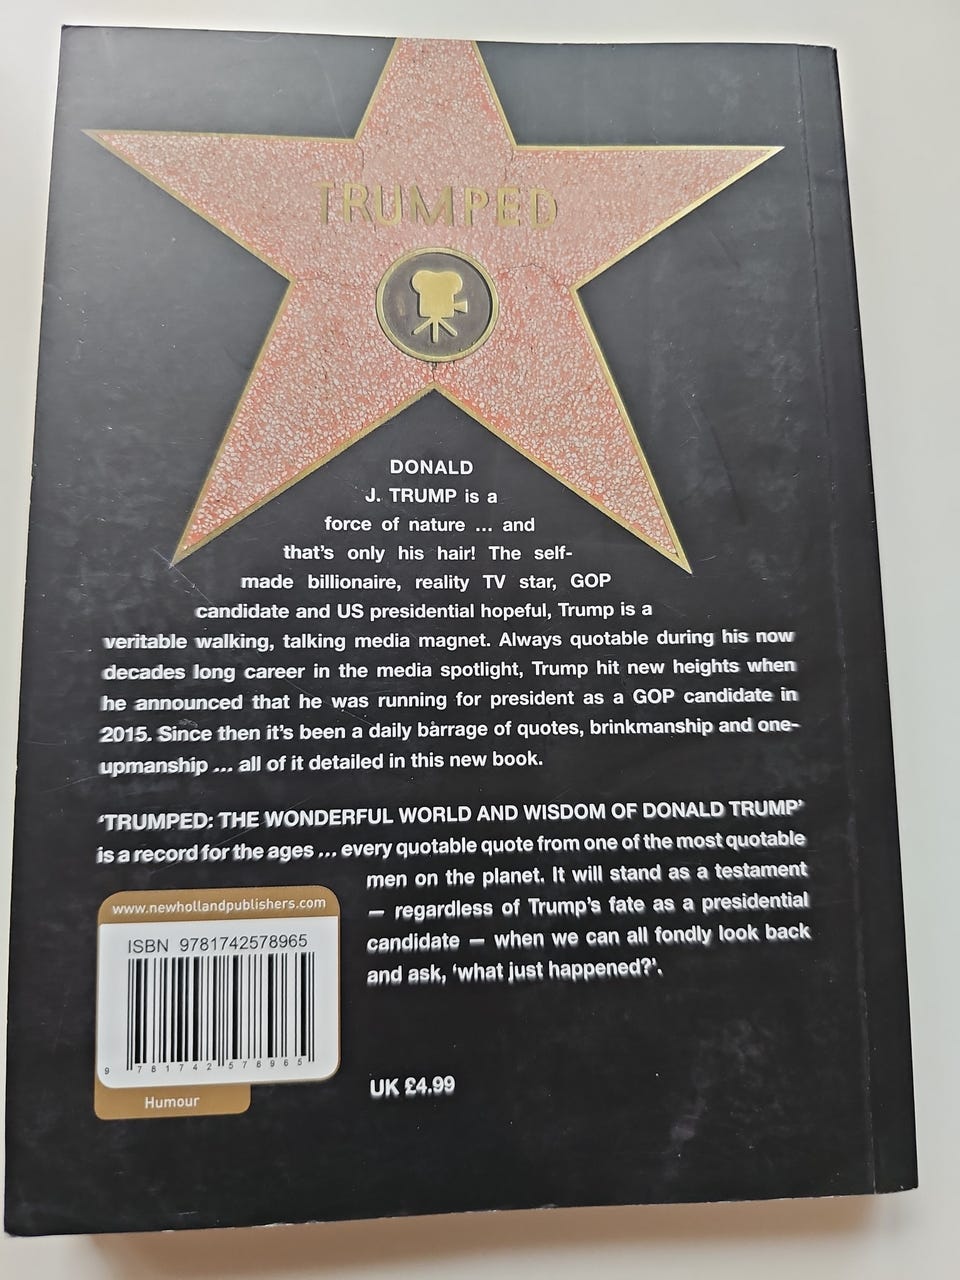 TRUMPED
DONALD
J. TRUMP is a
force of nature ... and
that's only his hair! The self-
made billionaire, reality TV star, GOP
candidate and US presidential hopeful, Trump is a
veritable walking, talking media magnet. Always quotable during his now
decades long career in the media spotlight, Trump hit new heights when
he announced that he was running for president as a GOP candidate in
2015. Since then it's been a daily barrage of quotes, brinkmanship and one-
upmanship ... all of it detailed in this new book.
'TRUMPED: THE WONDERFUL WORLD AND WISDOM OF DONALD TRUMP'
is a record for the ages ... every quotable quote from one of the most quotable
men on the planet. It will stand as a testament
– regardless of Trump's fate as a presidential
candidate – when we can all fondly look back
and ask, 'what just happened?'.
www.newhollandpublishers.com
ISBN 9781742578965
9 781742 578965
Humour
UK £4.99